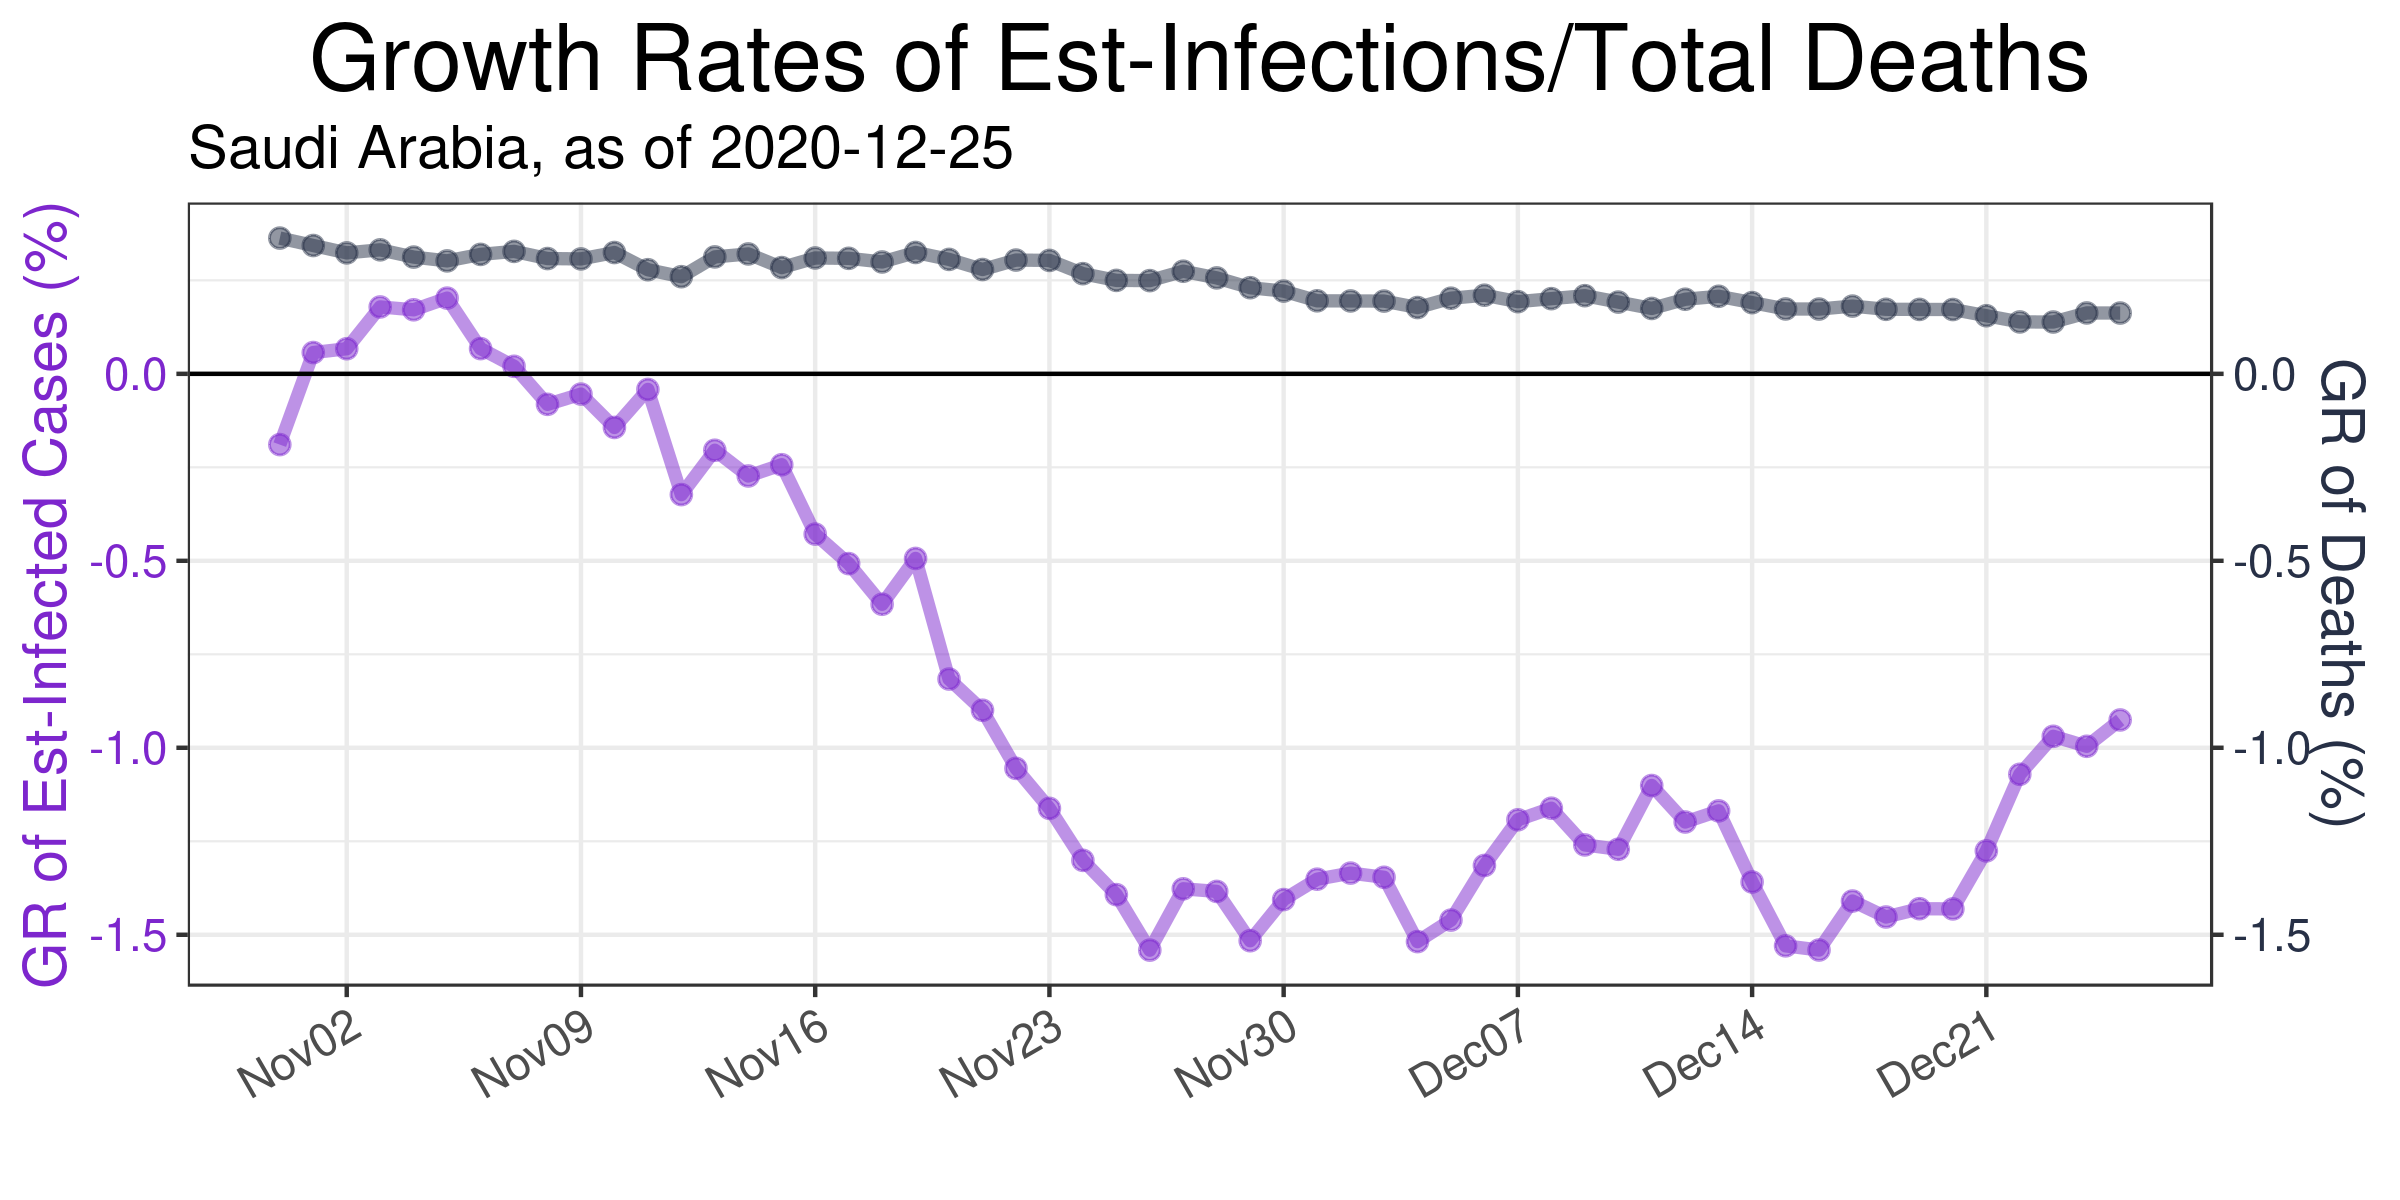 Growth Rates of Est-Infections/Total Deaths
Saudi Arabia, as of 2020-12-25
GR of Est-Infected Cases (%)
0.0
-0.5
-1.0
-1.5
0.0
-0.5
-1.0
-1.5
GR of Deaths (%)
Nov02
Nov09
Nov16
Nov23
Nov30
Dec07
Dec14
Dec21